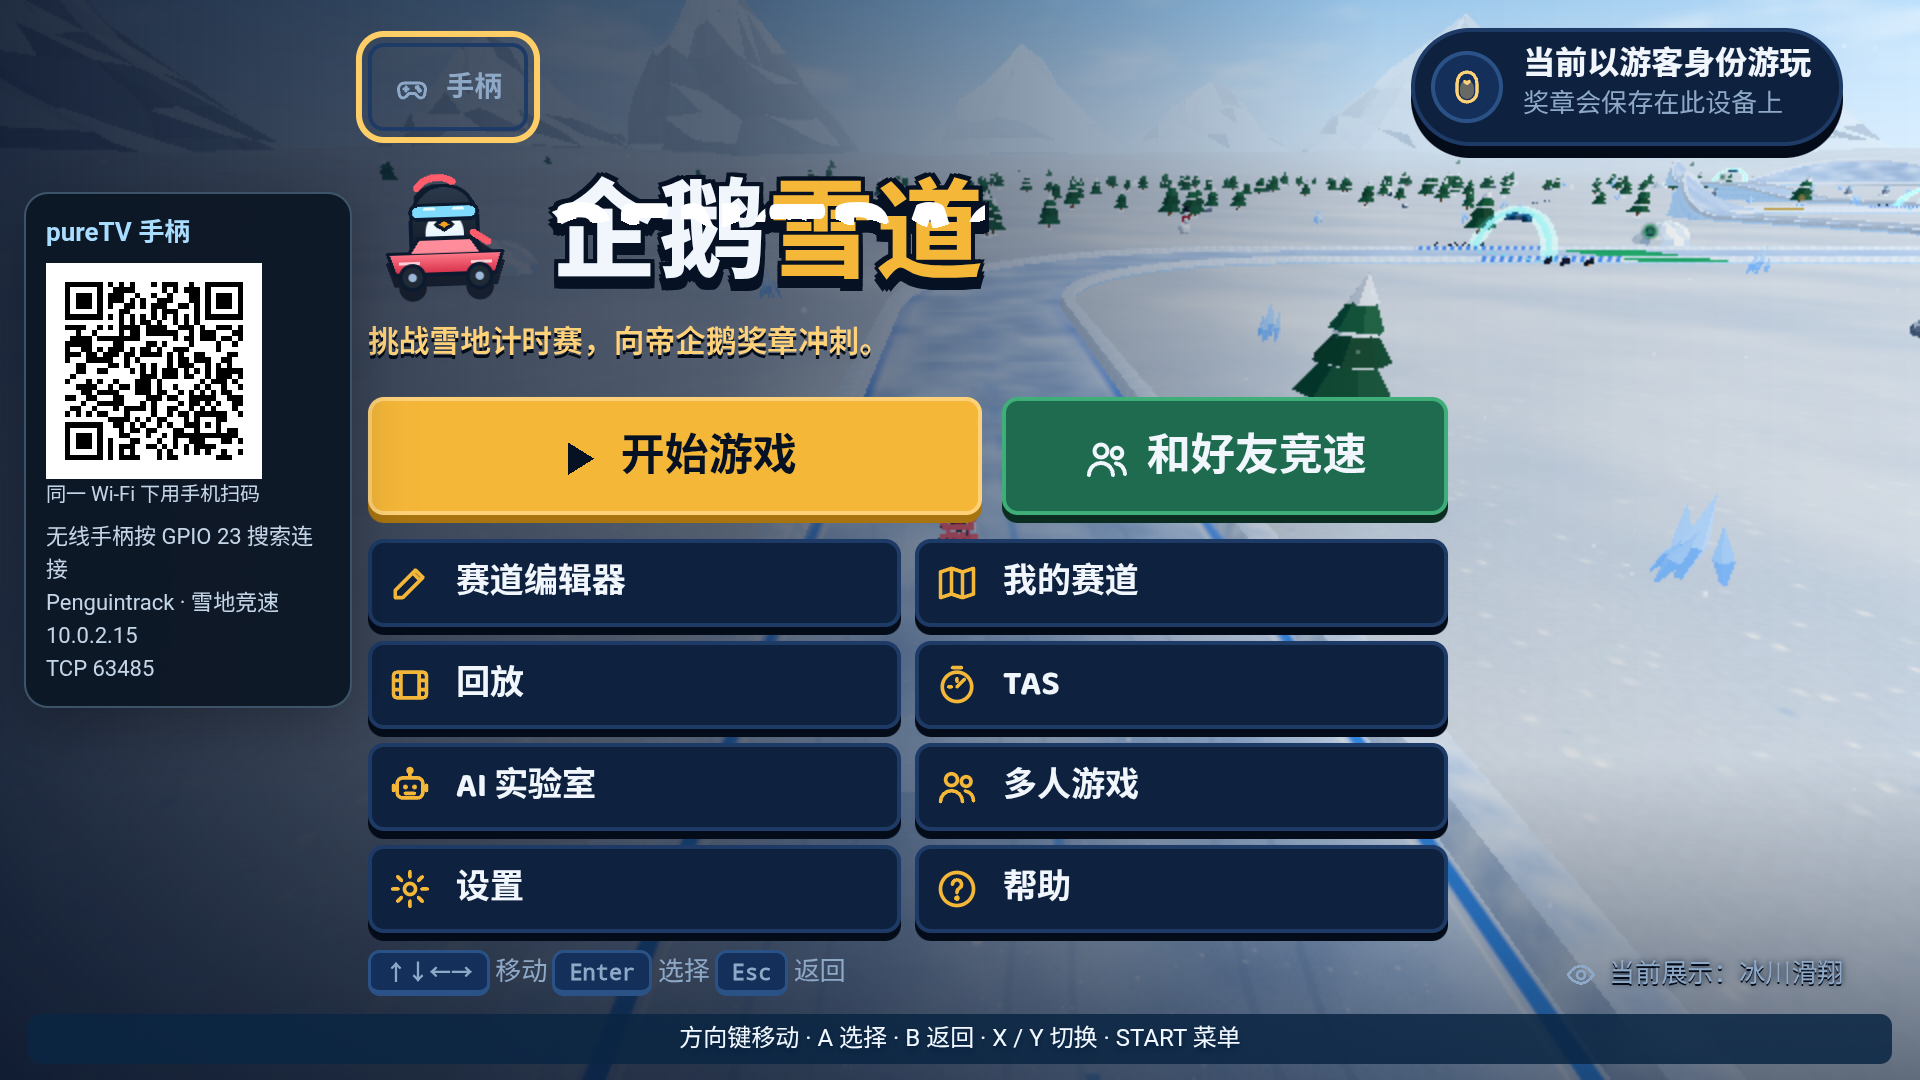 手柄
当前以游客身份游玩
奖章会保存在此设备上
企鹅雪道
挑战雪地计时赛，向帝企鹅奖章冲刺。
pureTV 手柄
同一 Wi-Fi 下用手机扫码
无线手柄按 GPIO 23 搜索连
接
Penguintrack · 雪地竞速
10.0.2.15
TCP 63485
开始游戏
和好友竞速
赛道编辑器
我的赛道
回放
TAS
AI 实验室
多人游戏
设置
帮助
↑↓←→ 移动 Enter 选择 Esc 返回
当前展示：冰川滑翔
方向键移动 · A 选择 · B 返回 · X / Y 切换 · START 菜单